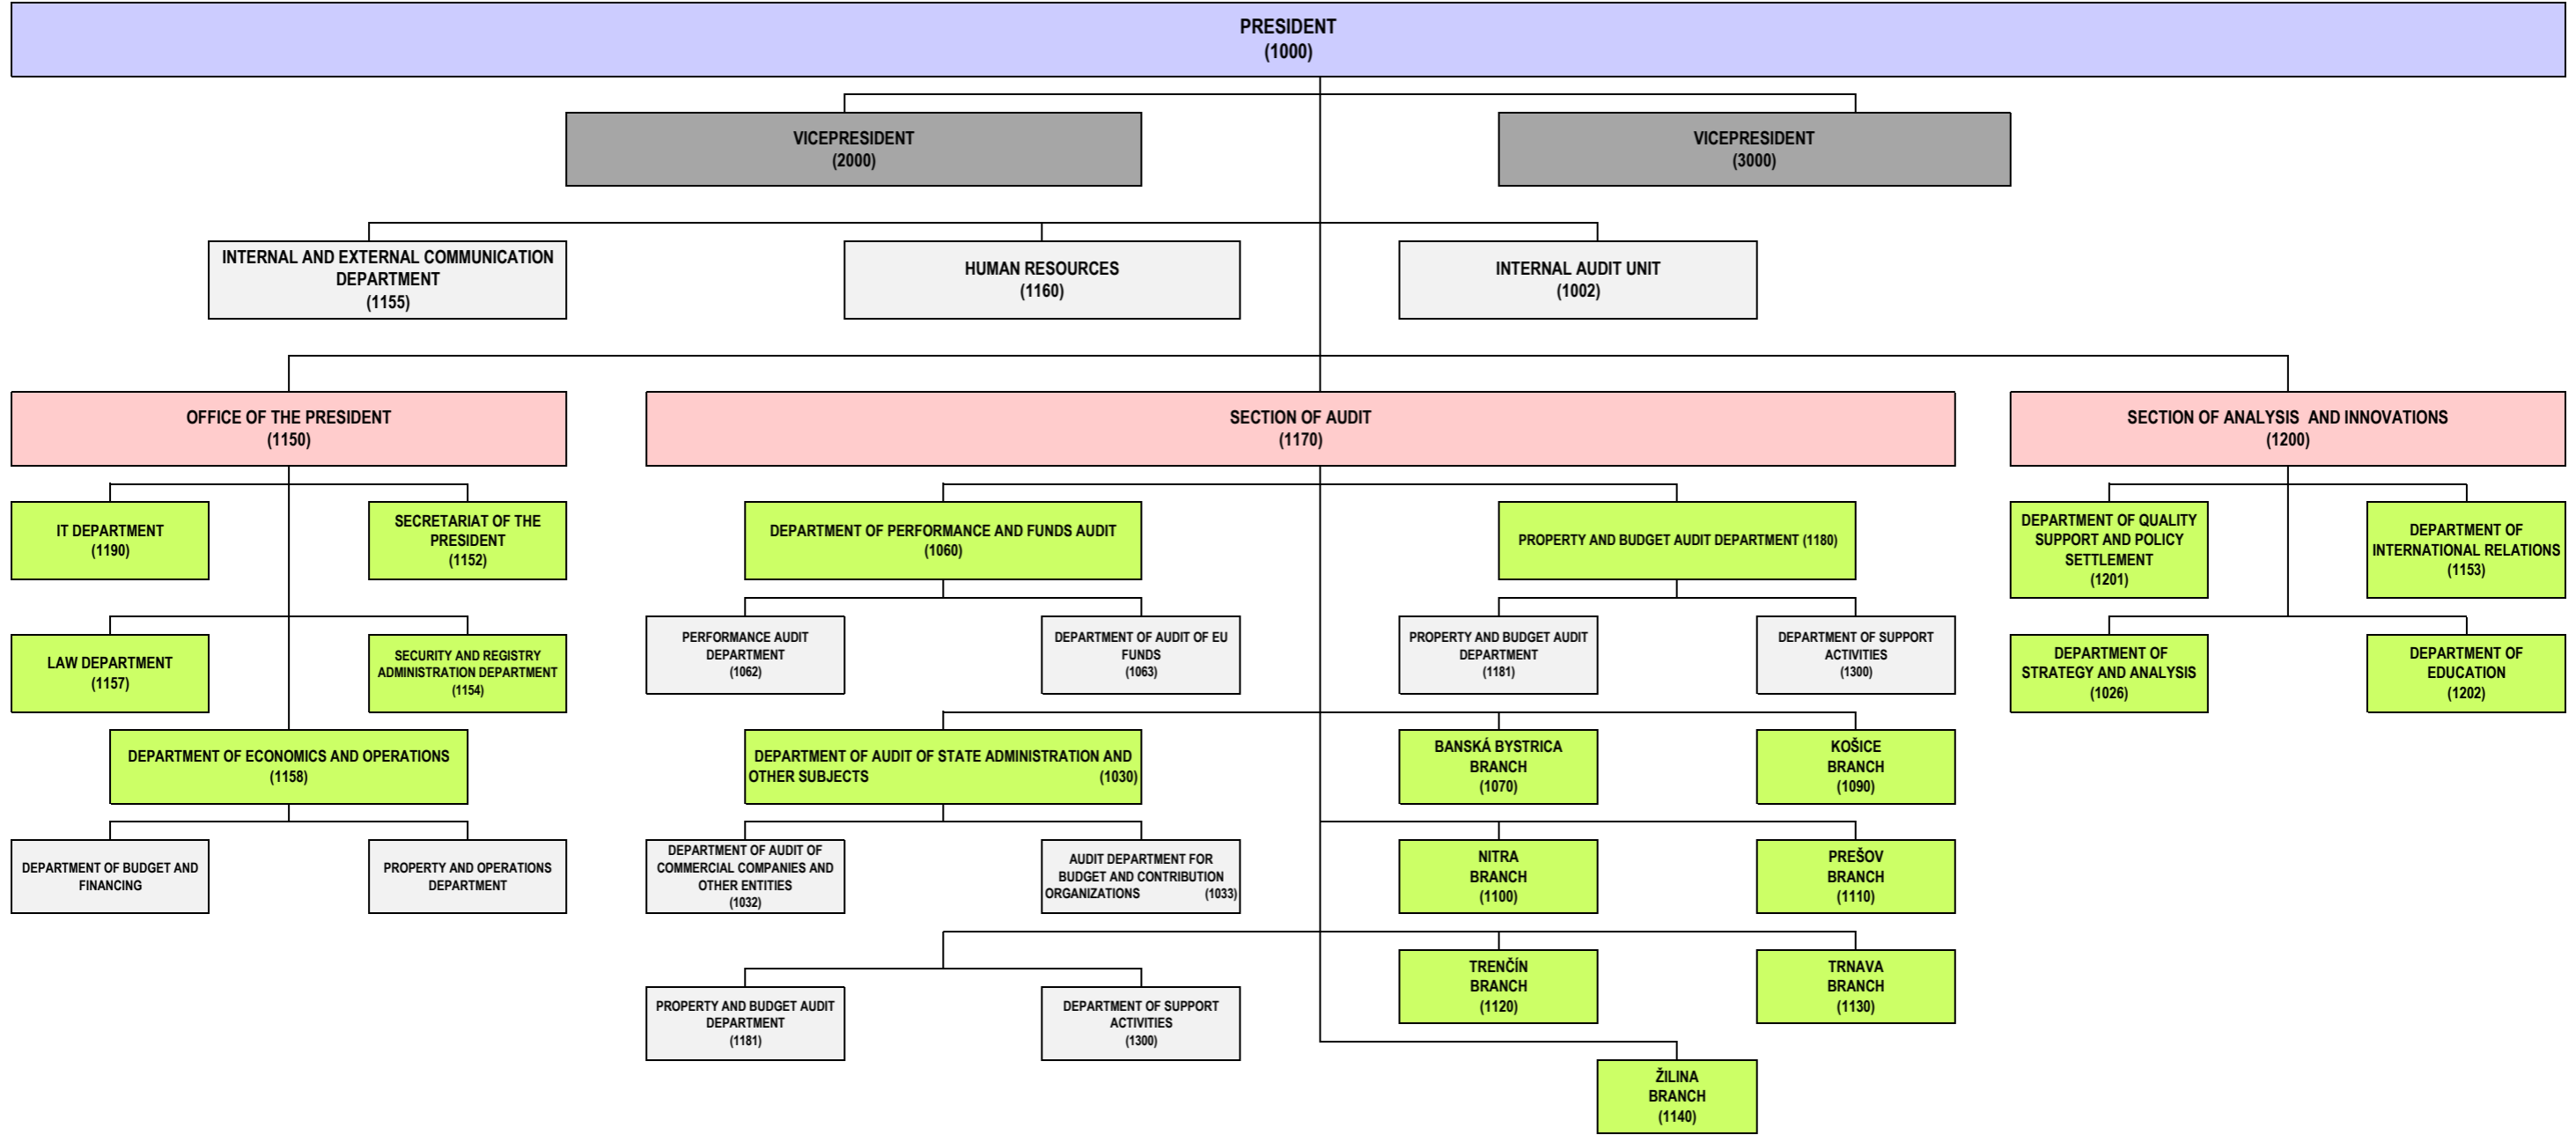 PRESIDENT
(1000)
VICEPRESIDENT
(2000)
VICEPRESIDENT
(3000)
INTERNAL AND EXTERNAL COMMUNICATION
DEPARTMENT
(1155)
HUMAN RESOURCES
(1160)
INTERNAL AUDIT UNIT
(1002)
OFFICE OF THE PRESIDENT
(1150)
SECTION OF AUDIT
(1170)
SECTION OF ANALYSIS AND INNOVATIONS
(1200)
IT DEPARTMENT
(1190)
SECRETARIAT OF THE
PRESIDENT
(1152)
DEPARTMENT OF PERFORMANCE AND FUNDS AUDIT
(1060)
PROPERTY AND BUDGET AUDIT DEPARTMENT (1180)
DEPARTMENT OF QUALITY
SUPPORT AND POLICY
SETTLEMENT
(1201)
DEPARTMENT OF
INTERNATIONAL RELATIONS
(1153)
LAW DEPARTMENT
(1157)
SECURITY AND REGISTRY
ADMINISTRATION DEPARTMENT
(1154)
PERFORMANCE AUDIT
DEPARTMENT
(1062)
DEPARTMENT OF AUDIT OF EU
FUNDS
(1063)
PROPERTY AND BUDGET AUDIT
DEPARTMENT
(1181)
DEPARTMENT OF SUPPORT
ACTIVITIES
(1300)
DEPARTMENT OF
STRATEGY AND ANALYSIS
(1026)
DEPARTMENT OF
EDUCATION
(1202)
DEPARTMENT OF ECONOMICS AND OPERATIONS
(1158)
DEPARTMENT OF AUDIT OF STATE ADMINISTRATION AND
OTHER SUBJECTS (1030)
BANSKÁ BYSTRICA
BRANCH
(1070)
KOŠICE
BRANCH
(1090)
DEPARTMENT OF BUDGET AND
FINANCING
PROPERTY AND OPERATIONS
DEPARTMENT
DEPARTMENT OF AUDIT OF
COMMERCIAL COMPANIES AND
OTHER ENTITIES
(1032)
AUDIT DEPARTMENT FOR
BUDGET AND CONTRIBUTION
ORGANIZATIONS (1033)
NITRA
BRANCH
(1100)
PREŠOV
BRANCH
(1110)
PROPERTY AND BUDGET AUDIT
DEPARTMENT
(1181)
DEPARTMENT OF SUPPORT
ACTIVITIES
(1300)
TRENČÍN
BRANCH
(1120)
TRNAVA
BRANCH
(1130)
ŽILINA
BRANCH
(1140)